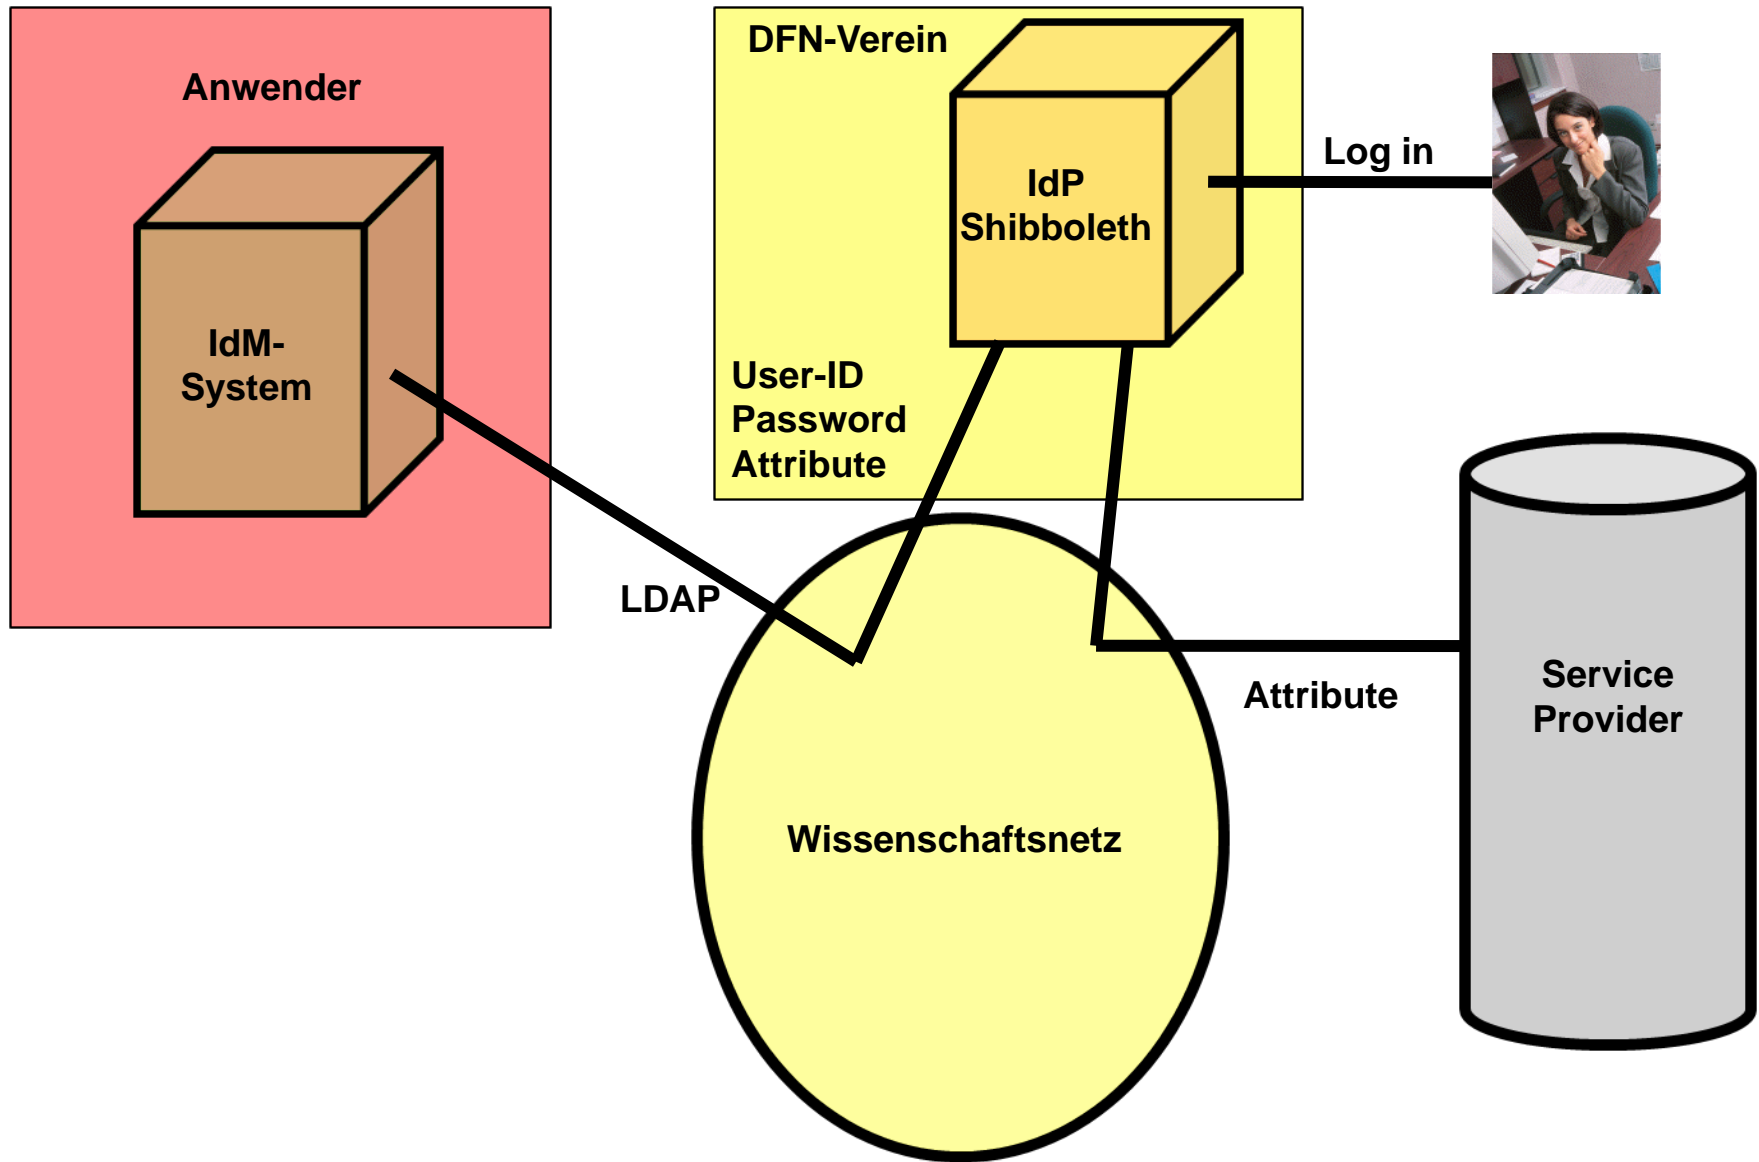 Anwender
IdM-
System
DFN-Verein
IdP
Shibboleth
User-ID
Password
Attribute
Log in
LDAP
Attribute
Service
Provider
Wissenschaftsnetz